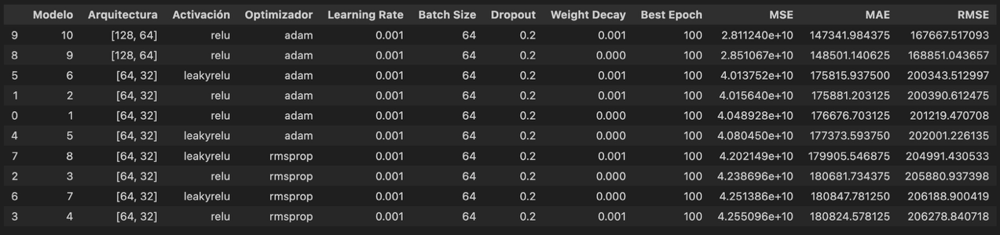 Modelo Arquitectura Activación Optimizador Learning Rate Batch Size Dropout Weight Decay Best Epoch MSE MAE RMSE
9 10 [128, 64] relu adam 0.001 64 0.2 0.001 100 2.811240e+10 147341.984375 167667.517093
8 9 [128, 64] relu adam 0.001 64 0.2 0.000 100 2.851067e+10 148501.140625 168851.043657
5 6 [64, 32] leakyrelu adam 0.001 64 0.2 0.001 100 4.013752e+10 175815.937500 200343.512997
1 2 [64, 32] relu adam 0.001 64 0.2 0.001 100 4.015640e+10 175881.203125 200390.612475
0 1 [64, 32] relu adam 0.001 64 0.2 0.000 100 4.048928e+10 176676.703125 201219.470708
4 5 [64, 32] leakyrelu adam 0.001 64 0.2 0.000 100 4.080450e+10 177373.593750 202001.226135
7 8 [64, 32] leakyrelu rmsprop 0.001 64 0.2 0.001 100 4.202149e+10 179905.546875 204991.430533
2 3 [64, 32] relu rmsprop 0.001 64 0.2 0.000 100 4.238696e+10 180681.734375 205880.937398
6 7 [64, 32] leakyrelu rmsprop 0.001 64 0.2 0.000 100 4.251386e+10 180847.781250 206188.900419
3 4 [64, 32] relu rmsprop 0.001 64 0.2 0.001 100 4.255096e+10 180824.578125 206278.840718